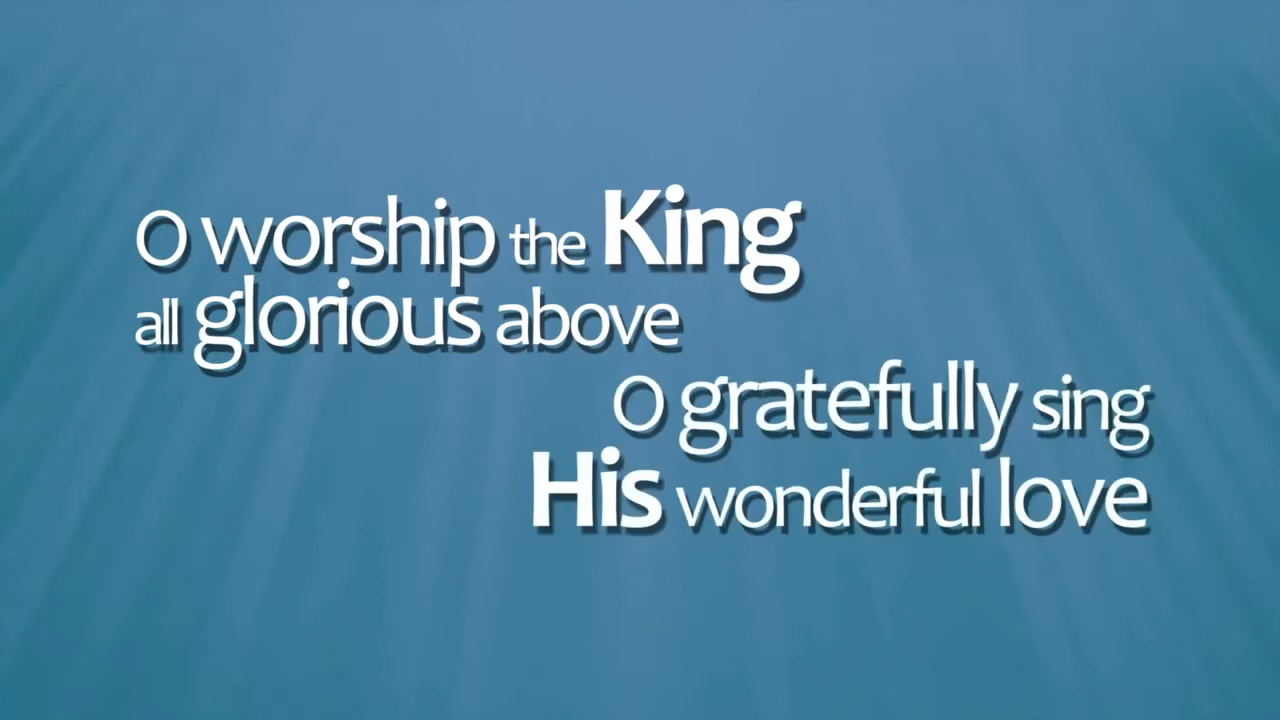 O worship the King
all glorious above
O gratefully sing
His wonderful love